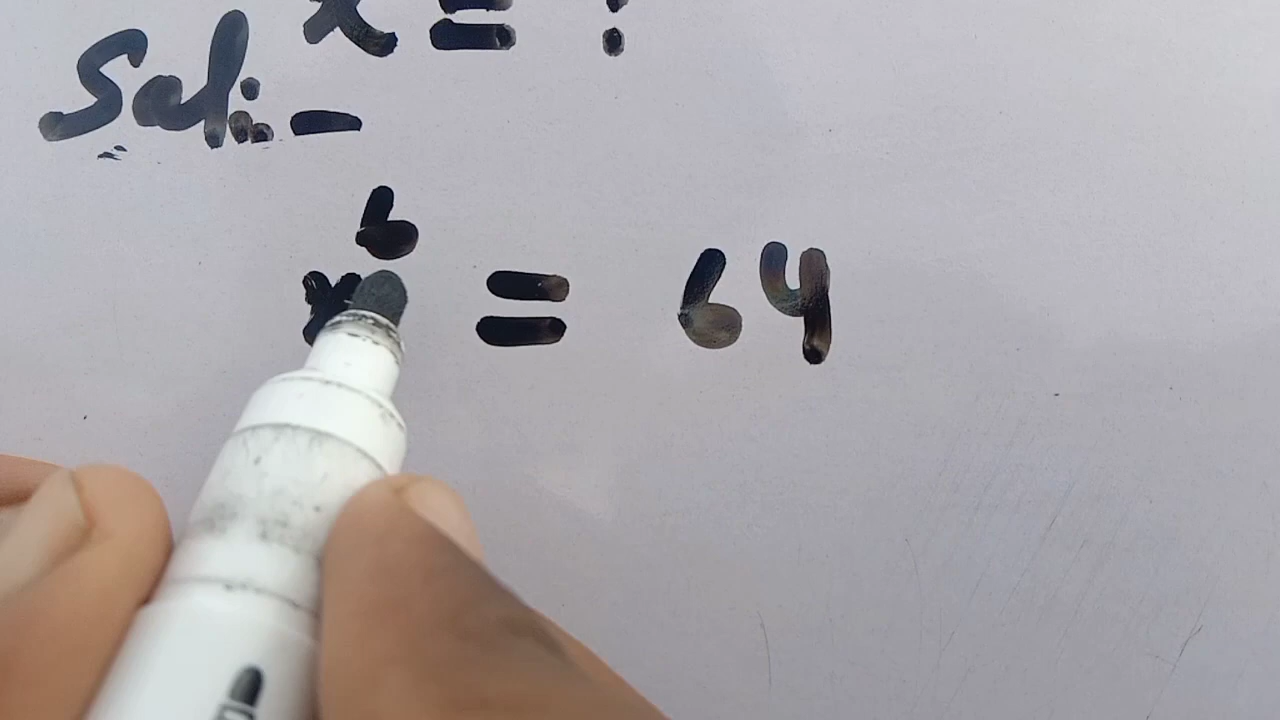 x = ?
Sol:-
x⁶ = 64